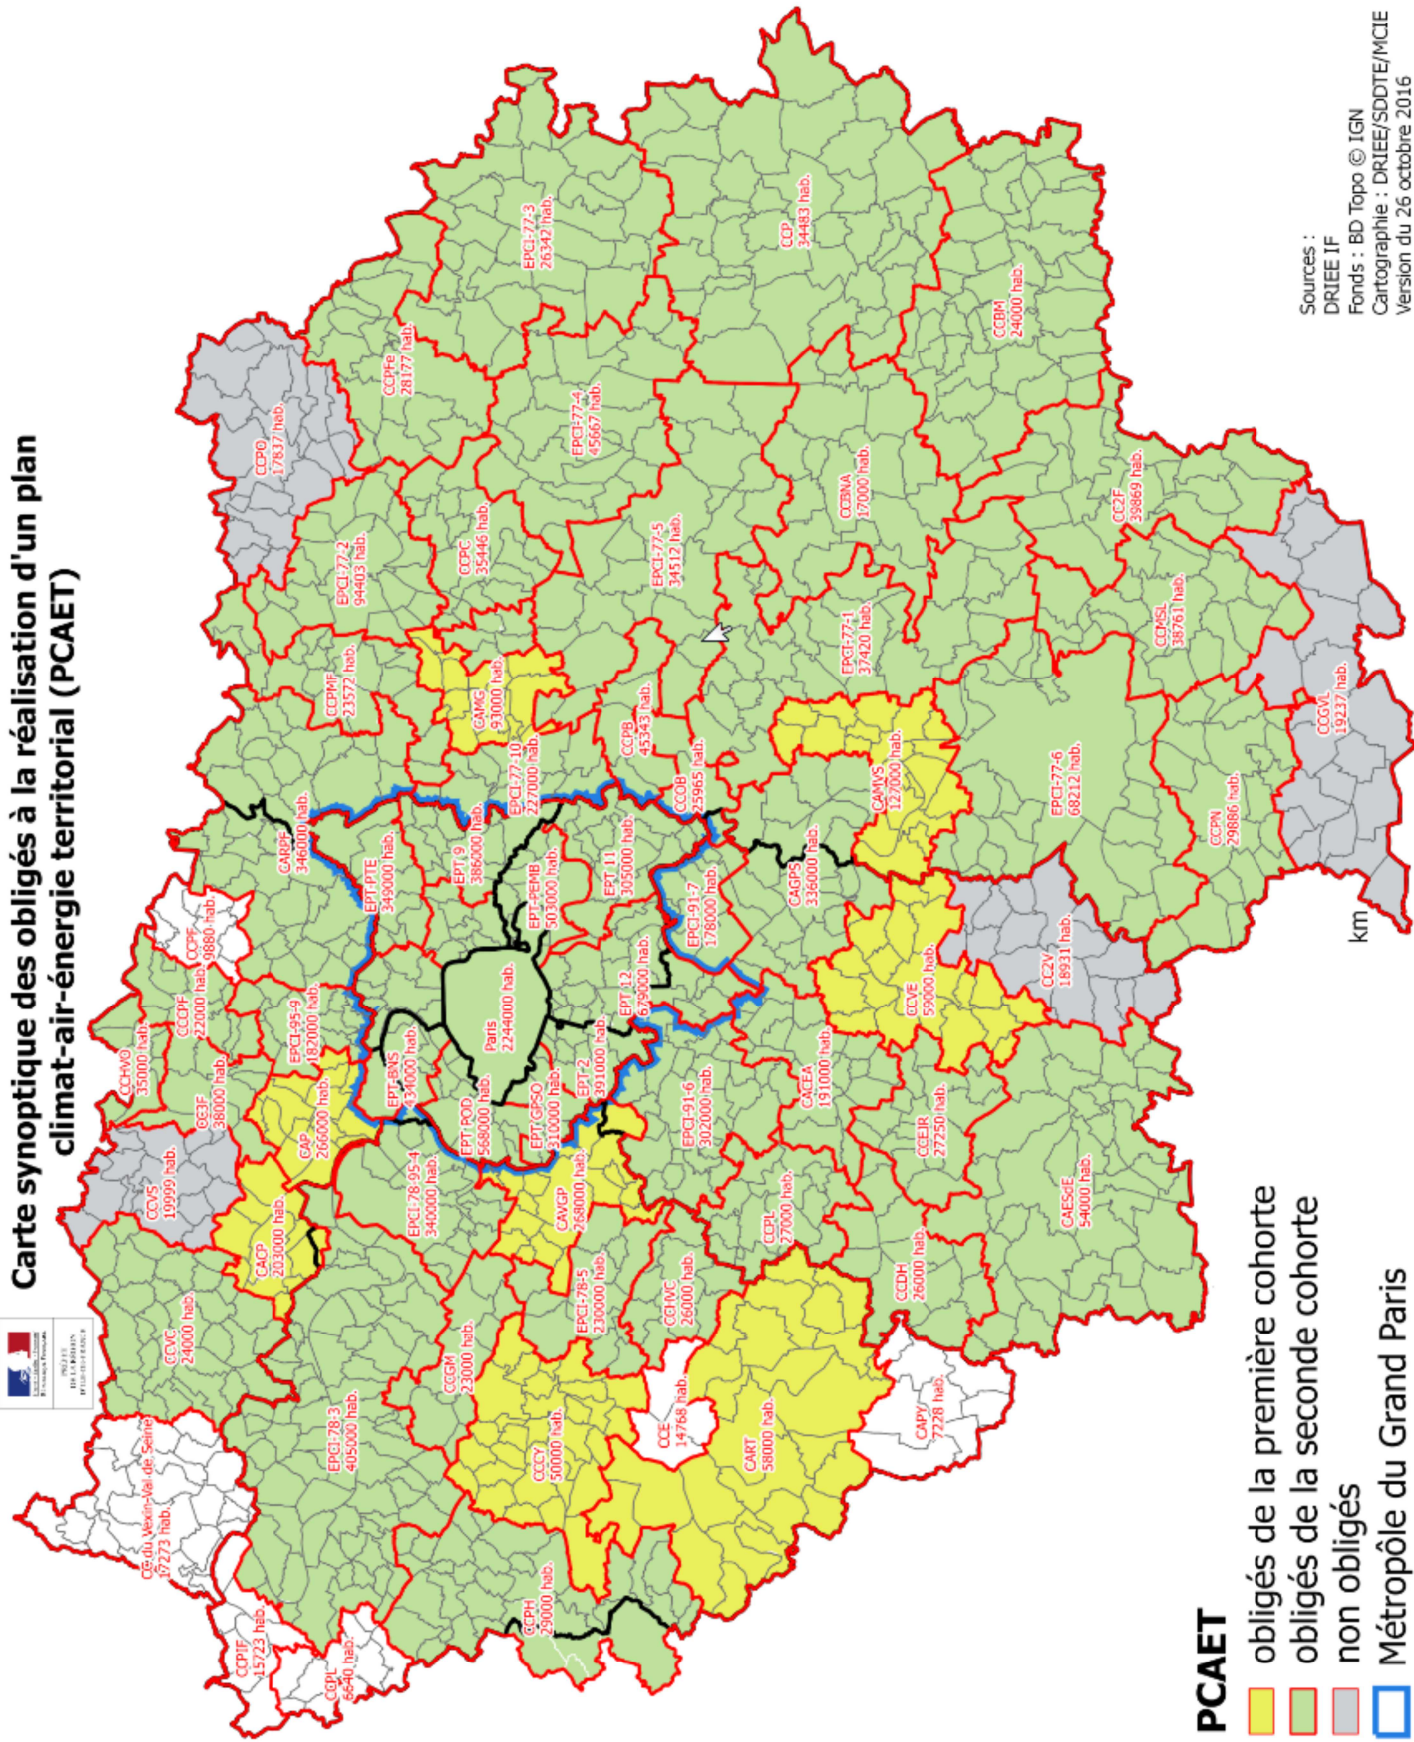 Carte synoptique des obligés à la réalisation d'un plan
climat-air-énergie territorial (PCAET)
CC du Vexin-Val-de-Seine
17273 hab.
CCPIF
15723 hab.
CCPL
6640 hab.
CCVC
24000 hab.
CCVS
19999 hab.
CCHVO
35000 hab.
CC3F
38000 hab.
CCCPF
22000 hab.
CCPF
9880 hab.
CARPF
346000 hab.
EPCI-95-9
182000 hab.
CAP
266000 hab.
CACP
203000 hab.
EPCI-78-3
405000 hab.
EPCI-78-95-4
340000 hab.
CCGM
23000 hab.
CCPH
29000 hab.
CCCY
50000 hab.
CAVGP
268000 hab.
EPCI-78-5
230000 hab.
CCHVC
26000 hab.
CCE
14768 hab.
CART
58000 hab.
CAPY
7228 hab.
EPT-BNS
434000 hab.
EPT-POD
568000 hab.
EPT-GPSO
310000 hab.
EPT-2
391000 hab.
Paris
2244000 hab.
EPT-PTE
349000 hab.
EPT 9
386000 hab.
EPT-PEMB
503000 hab.
EPT 11
305000 hab.
EPT 12
679000 hab.
EPCI-91-7
178000 hab.
EPCI-91-6
302000 hab.
CCPL
27000 hab.
CACEA
191000 hab.
CCEJR
27250 hab.
CCDH
26000 hab.
CAESdE
54000 hab.
CCVE
59000 hab.
CC2V
18931 hab.
CAGPS
336000 hab.
CAMVS
127000 hab.
CCOB
25965 hab.
CCPB
45343 hab.
EPCI-77-10
227000 hab.
CAMG
93000 hab.
CCPMF
23572 hab.
EPCI-77-2
94403 hab.
CCPO
17837 hab.
CCPC
35446 hab.
CCPFe
28177 hab.
EPCI-77-3
26342 hab.
EPCI-77-4
45667 hab.
EPCI-77-5
34512 hab.
CCP
34483 hab.
CCBNA
17000 hab.
EPCI-77-1
37420 hab.
CCBM
24000 hab.
CC2F
39869 hab.
CCMSL
38761 hab.
EPCI-77-6
68212 hab.
CCPN
29886 hab.
CCGVL
19237 hab.
km
PCAET
obligés de la première cohorte
obligés de la seconde cohorte
non obligés
Métropôle du Grand Paris
Sources :
DRIEE IF
Fonds : BD Topo © IGN
Cartographie : DRIEE/SDDTE/MCIE
Version du 26 octobre 2016